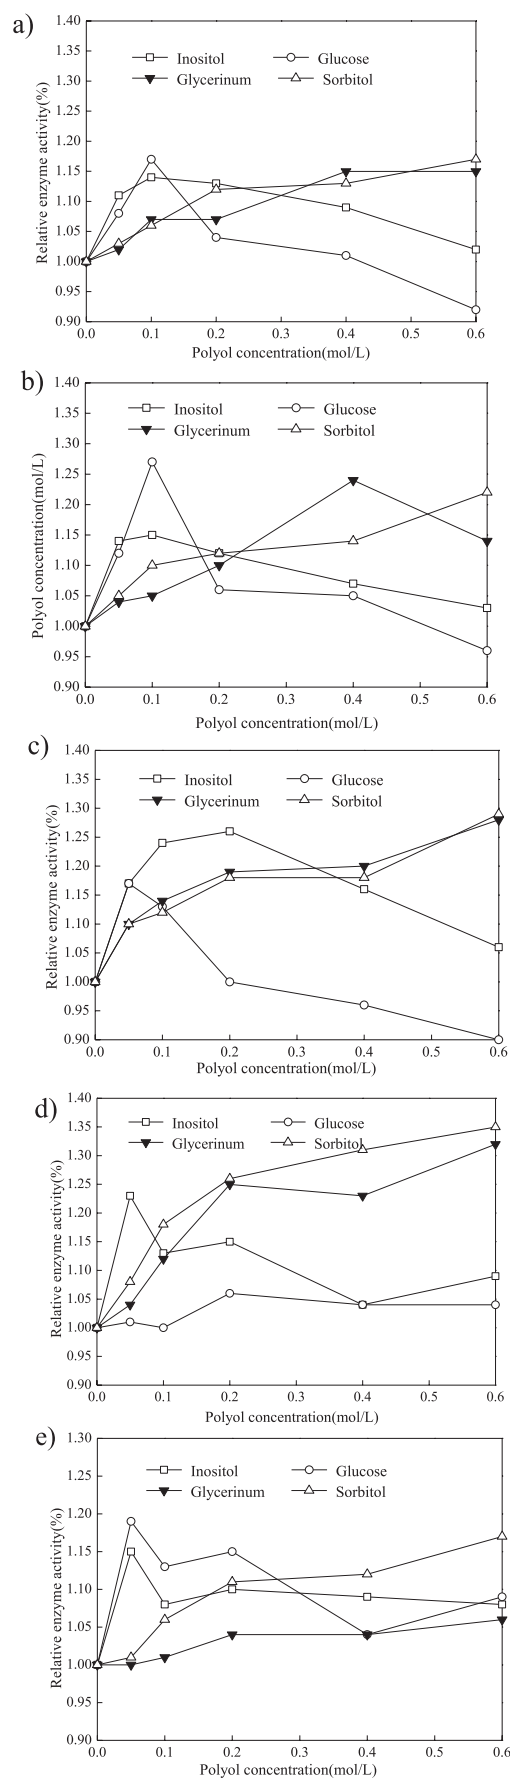 a)
1.40
1.35
1.30
1.25
1.20
1.15
1.10
1.05
1.00
0.95
0.90
Relative enzyme activity(%)
Inositol Glucose
Glycerinum Sorbitol
0.0 0.1 0.2 0.3 0.4 0.5 0.6
Polyol concentration(mol/L)
b)
1.40
1.35
1.30
1.25
1.20
1.15
1.10
1.05
1.00
0.95
0.90
Polyol concentration(mol/L)
Inositol Glucose
Glycerinum Sorbitol
0.0 0.1 0.2 0.3 0.4 0.5 0.6
Polyol concentration(mol/L)
c)
1.40
1.35
1.30
1.25
1.20
1.15
1.10
1.05
1.00
0.95
0.90
Relative enzyme activity(%)
Inositol Glucose
Glycerinum Sorbitol
0.0 0.1 0.2 0.3 0.4 0.5 0.6
Polyol concentration(mol/L)
d)
1.40
1.35
1.30
1.25
1.20
1.15
1.10
1.05
1.00
0.95
0.90
Relative enzyme activity(%)
Inositol Glucose
Glycerinum Sorbitol
0.0 0.1 0.2 0.3 0.4 0.5 0.6
Polyol concentration(mol/L)
e)
1.30
1.25
1.20
1.15
1.10
1.05
1.00
0.95
0.90
Relative enzyme activity(%)
Inositol Glucose
Glycerinum Sorbitol
0.0 0.1 0.2 0.3 0.4 0.5 0.6
Polyol concentration(mol/L)